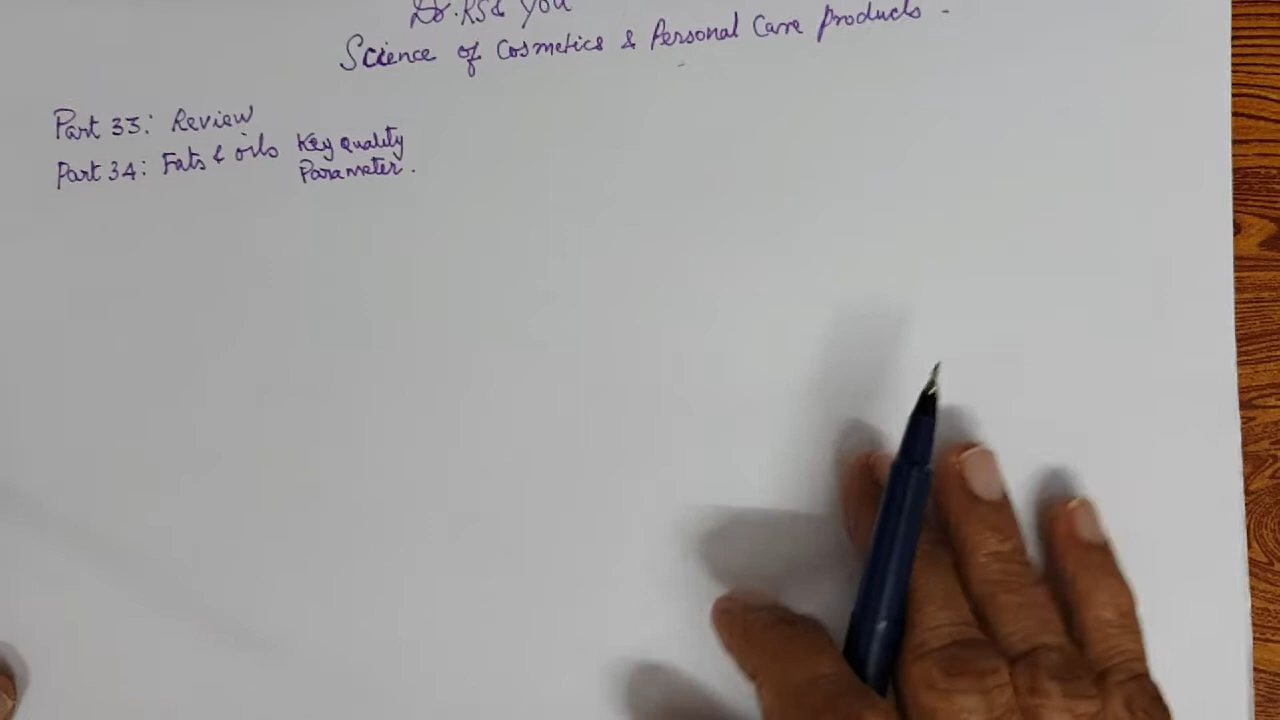 Dr. RS & You
Science of Cosmetics & Personal Care Products.
Part 33: Review
Part 34: Fats & oils Key quality
Parameter.